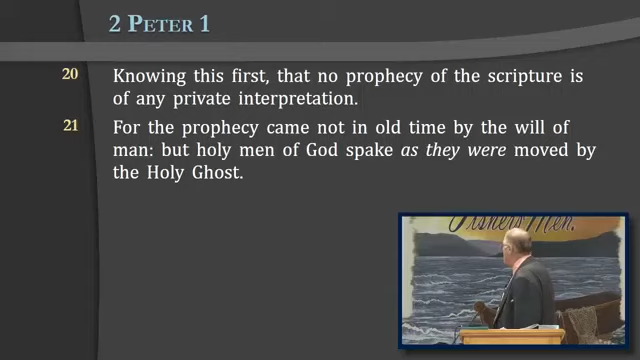 2 Peter 1
20 Knowing this first, that no prophecy of the scripture is
of any private interpretation.
21 For the prophecy came not in old time by the will of
man: but holy men of God spake as they were moved by
the Holy Ghost.
Fishers Men.